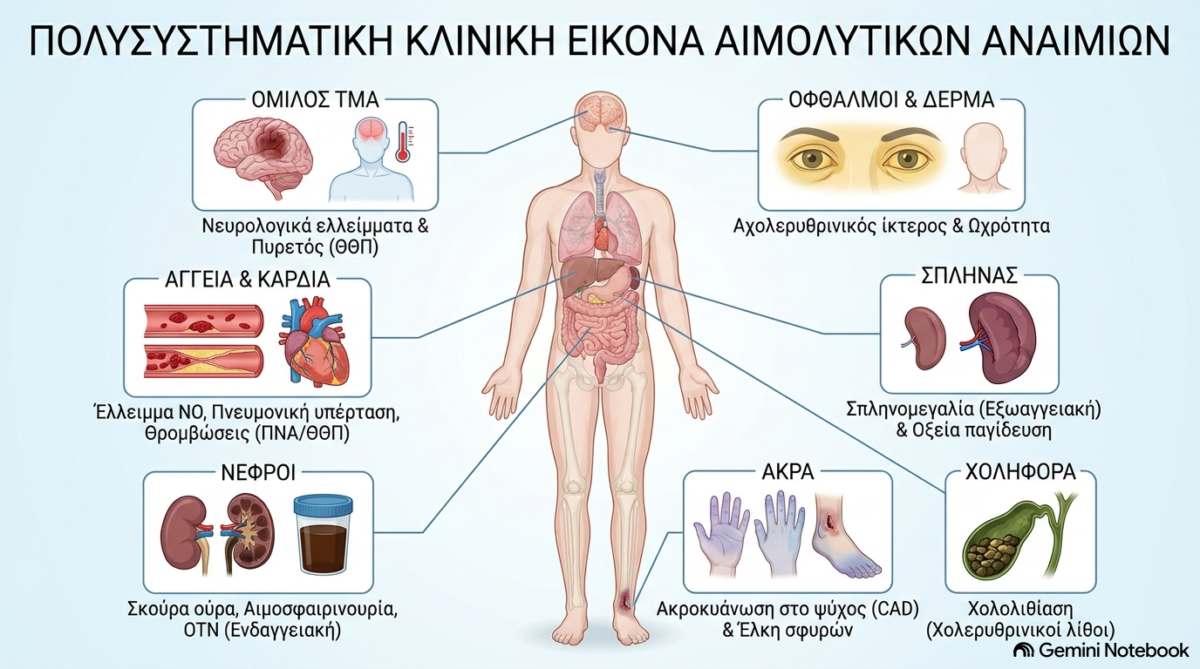 ΠΟΛΥΣΥΣΤΗΜΑΤΙΚΗ ΚΛΙΝΙΚΗ ΕΙΚΟΝΑ ΑΙΜΟΛΥΤΙΚΩΝ ΑΝΑΙΜΙΩΝ
ΟΜΙΛΟΣ ΤΜΑ
Νευρολογικά ελλείμματα &
Πυρετός (ΘΘΠ)
ΟΦΘΑΛΜΟΙ & ΔΕΡΜΑ
Αχολερυθρινικός ίκτερος & Ωχρότητα
ΑΓΓΕΙΑ & ΚΑΡΔΙΑ
Έλλειμμα NO, Πνευμονική υπέρταση,
Θρομβώσεις (ΠΝΑ/ΘΘΠ)
ΣΠΛΗΝΑΣ
Σπληνομεγαλία (Εξωαγγειακή)
& Οξεία παγίδευση
ΝΕΦΡΟΙ
Σκούρα ούρα, Αιμοσφαιρινουρία,
ΟΤΝ (Ενδαγγειακή)
ΑΚΡΑ
Ακροκυάνωση στο ψύχος (CAD)
& Έλκη σφυρών
ΧΟΛΗΦΟΡΑ
Χολολιθίαση
(Χολερυθρινικοί λίθοι)
Gemini Notebook